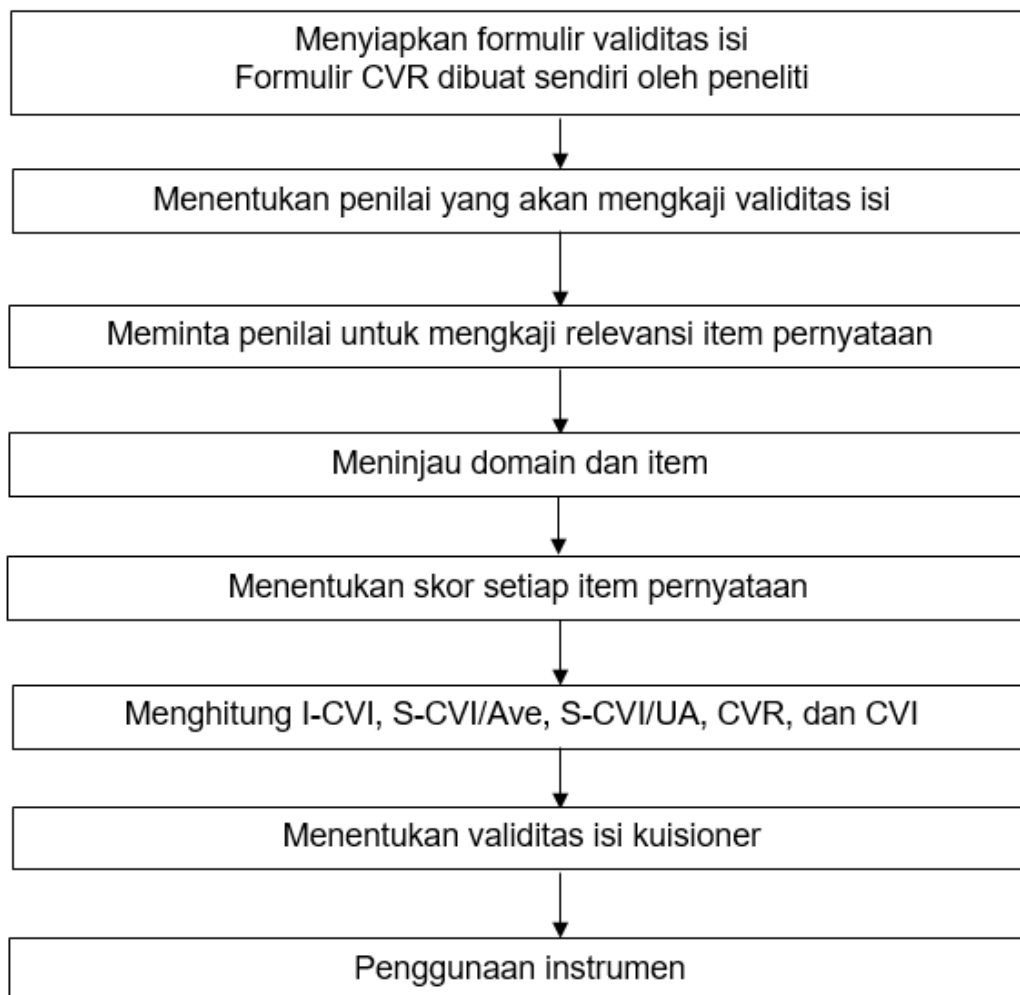 Menyiapkan formulir validitas isi
Formulir CVR dibuat sendiri oleh peneliti
Menentukan penilai yang akan mengkaji validitas isi
Meminta penilai untuk mengkaji relevansi item pernyataan
Meninjau domain dan item
Menentukan skor setiap item pernyataan
Menghitung I-CVI, S-CVI/Ave, S-CVI/UA, CVR, dan CVI
Menentukan validitas isi kuisioner
Penggunaan instrumen